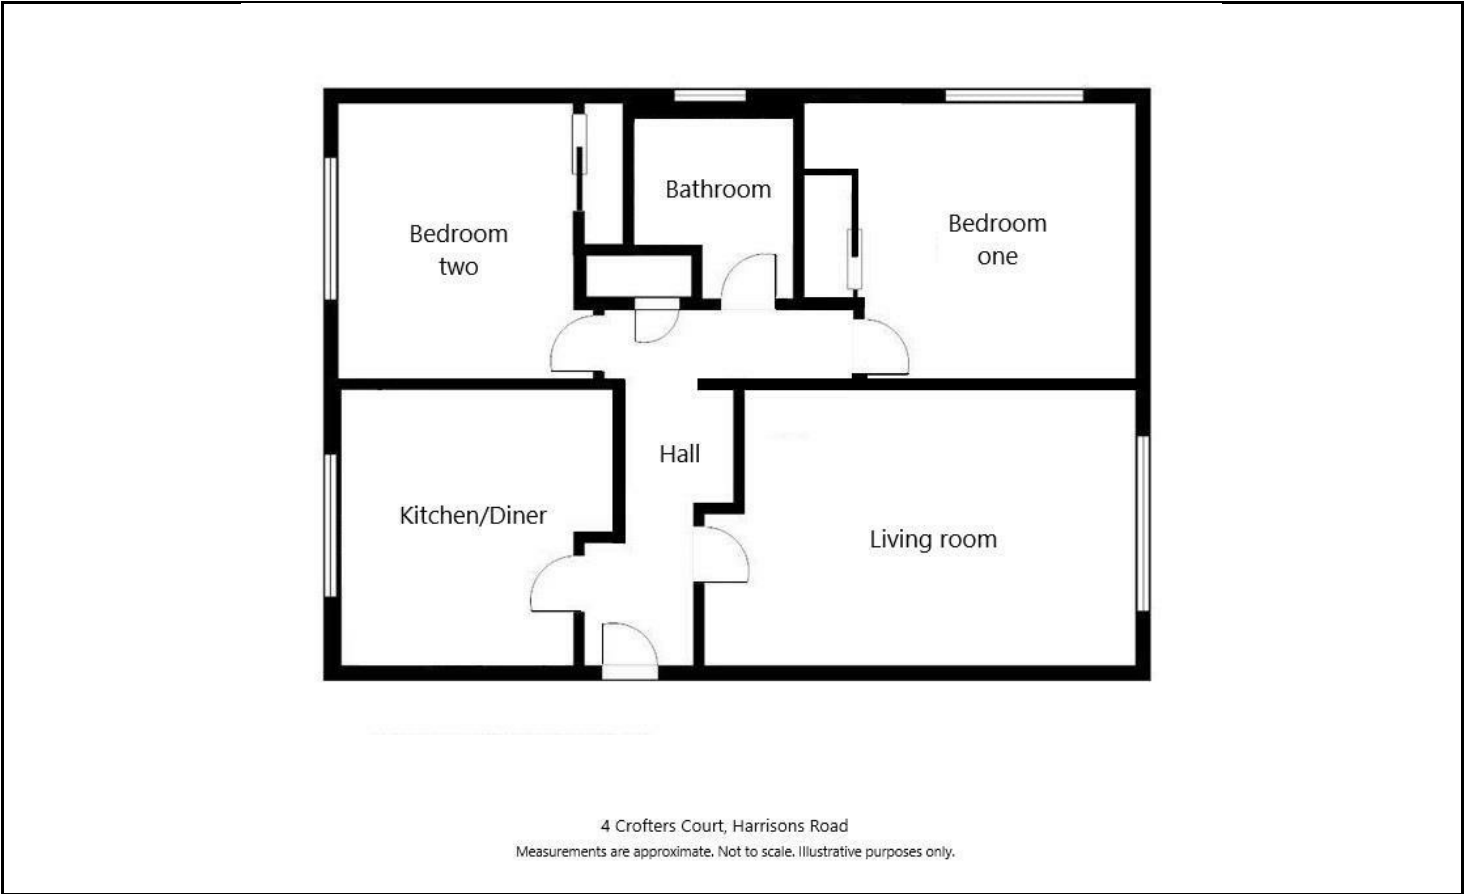 Bathroom
Bedroom
two
Bedroom
one
Hall
Kitchen/Diner
Living room
4 Crofters Court, Harrisons Road
Measurements are approximate. Not to scale. Illustrative purposes only.